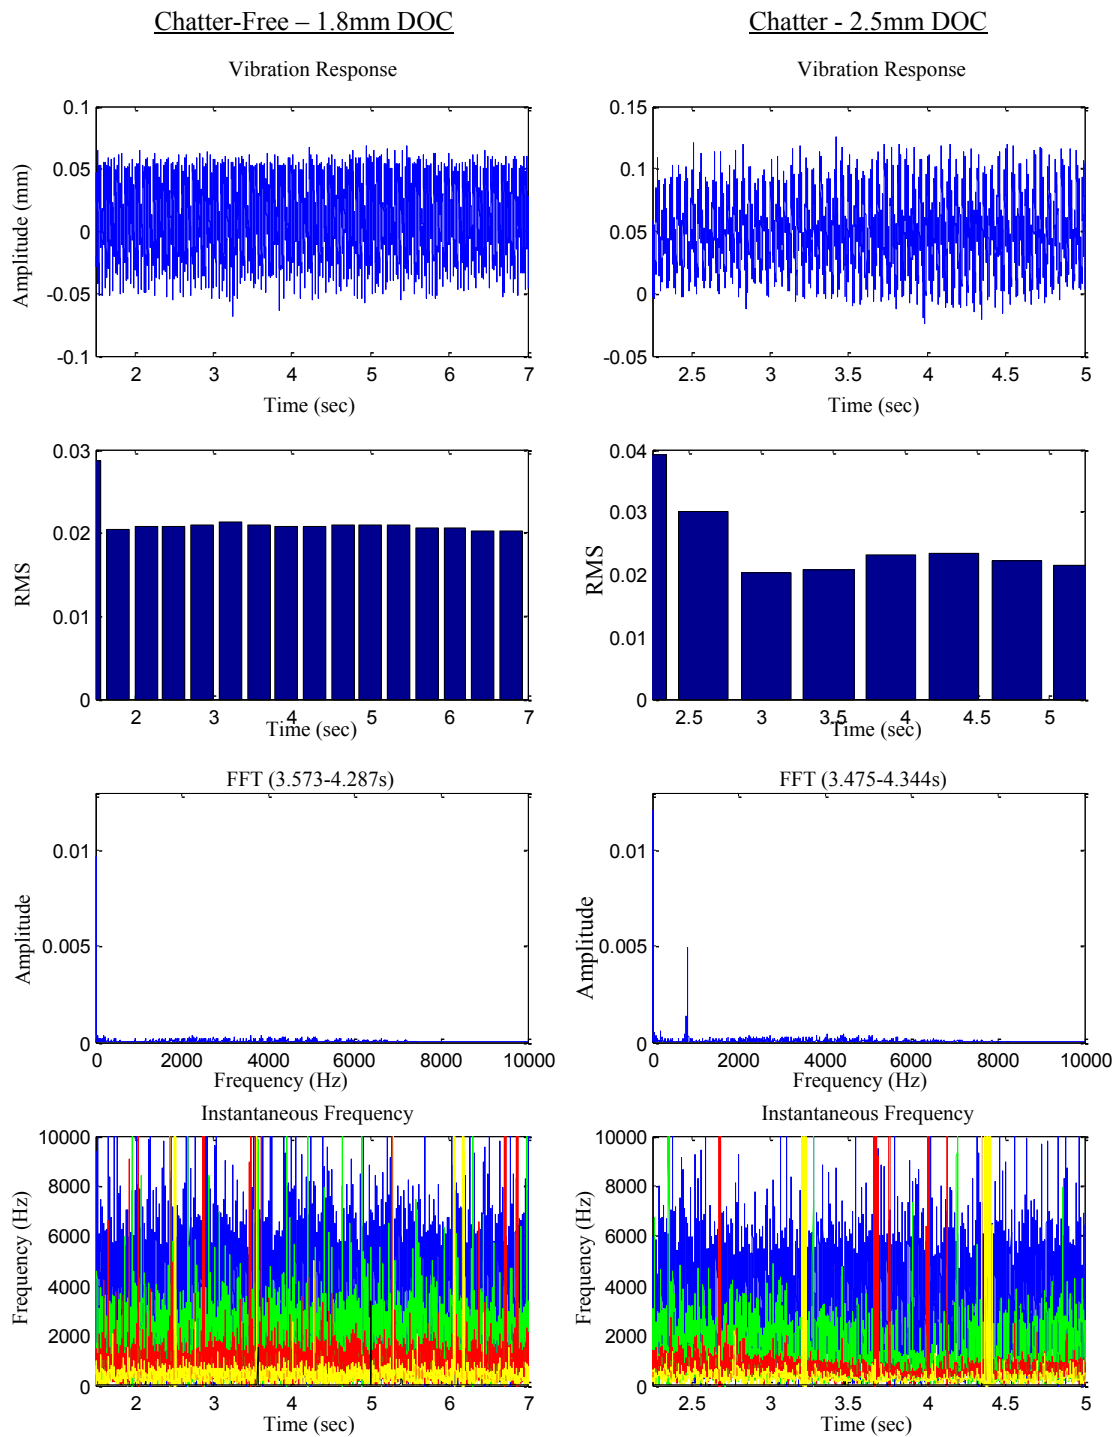 Chatter-Free – 1.8mm DOC
Vibration Response
0.1
0.05
0
-0.05
-0.1
Amplitude (mm)
2 3 4 5 6 7
Time (sec)
0.03
0.02
0.01
0
RMS
2 3 4 5 6 7
Time (sec)
FFT (3.573-4.287s)
0.01
0.005
0
Amplitude
0 2000 4000 6000 8000 10000
Frequency (Hz)
Instantaneous Frequency
10000
8000
6000
4000
2000
0
Frequency (Hz)
2 3 4 5 6 7
Time (sec)
Chatter - 2.5mm DOC
Vibration Response
0.15
0.1
0.05
0
-0.05
2.5 3 3.5 4 4.5 5
Time (sec)
0.04
0.03
0.02
0.01
0
RMS
2.5 3 3.5 4 4.5 5
Time (sec)
FFT (3.475-4.344s)
0.01
0.005
0
Amplitude
0 2000 4000 6000 8000 10000
Frequency (Hz)
Instantaneous Frequency
10000
8000
6000
4000
2000
0
Frequency (Hz)
2.5 3 3.5 4 4.5 5
Time (sec)